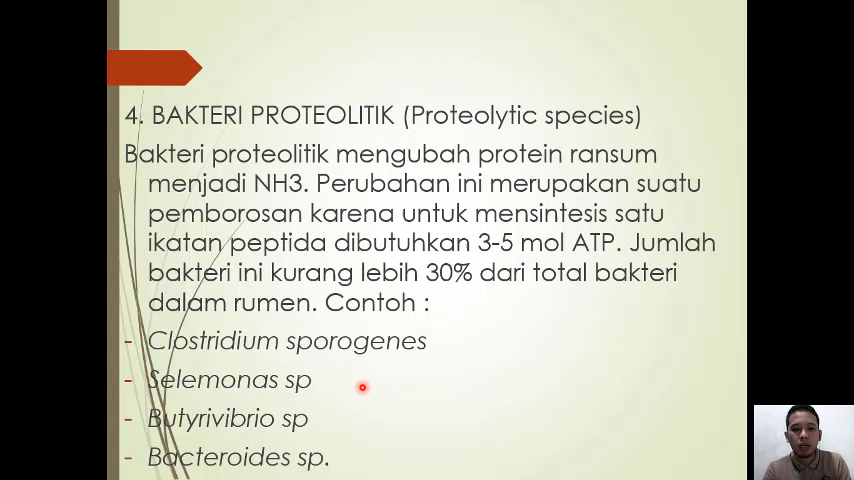 4. BAKTERI PROTEOLITIK (Proteolytic species)
Bakteri proteolitik mengubah protein ransum
menjadi NH3. Perubahan ini merupakan suatu
pemborosan karena untuk mensintesis satu
ikatan peptida dibutuhkan 3-5 mol ATP. Jumlah
bakteri ini kurang lebih 30% dari total bakteri
dalam rumen. Contoh :
- Clostridium sporogenes
- Selemonas sp
- Butyrivibrio sp
- Bacteroides sp.